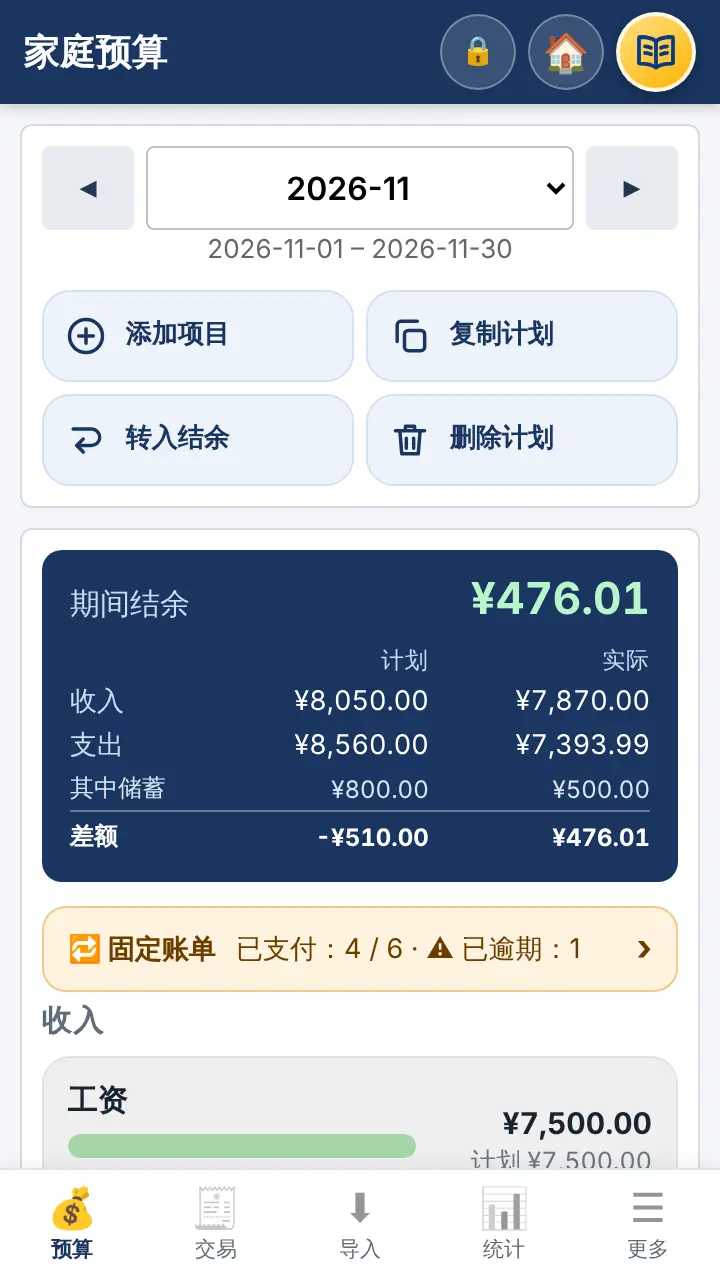 家庭预算
2026-11
2026-11-01 – 2026-11-30
添加项目
复制计划
转入结余
删除计划
期间结余 ¥476.01
计划 实际
收入 ¥8,050.00 ¥7,870.00
支出 ¥8,560.00 ¥7,393.99
其中储蓄 ¥800.00 ¥500.00
差额 -¥510.00 ¥476.01
固定账单 已支付：4 / 6 · ⚠ 已逾期：1
收入
工资
¥7,500.00
计划 ¥7,500.00
预算 交易 导入 统计 更多